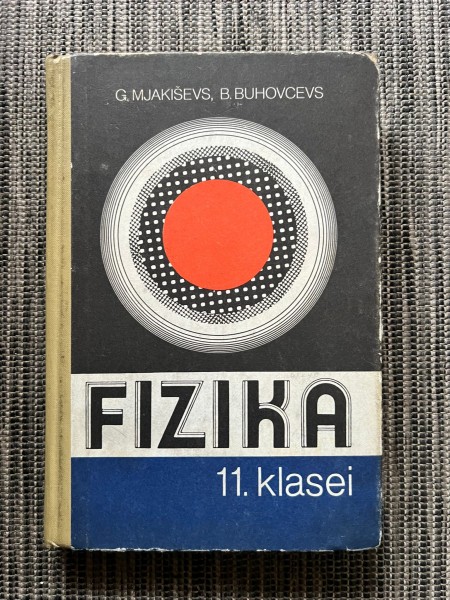 G. MJAKIŠEVS, B. BUHOVCEVS
FIZIKA
11. klasei